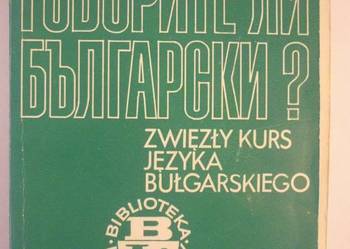 ГОВОРИТЕ ЛИ
БЪЛГАРСКИ?
ZWIĘZŁY KURS
JĘZYKA
BUŁGARSKIEGO
BIBLIOTEKA